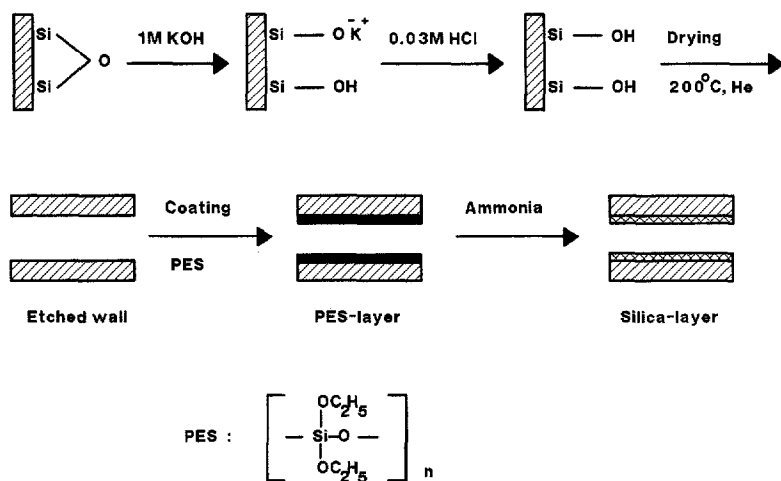 Si
O
Si
1M KOH
Si — O⁻ K⁺
Si — OH
0.03M HCl
Si — OH
Si — OH
Drying
200°C, He
Coating
PES
Ammonia
Etched wall
PES-layer
Silica-layer
PES :
OC₂H₅
— Si—O —
OC₂H₅
n